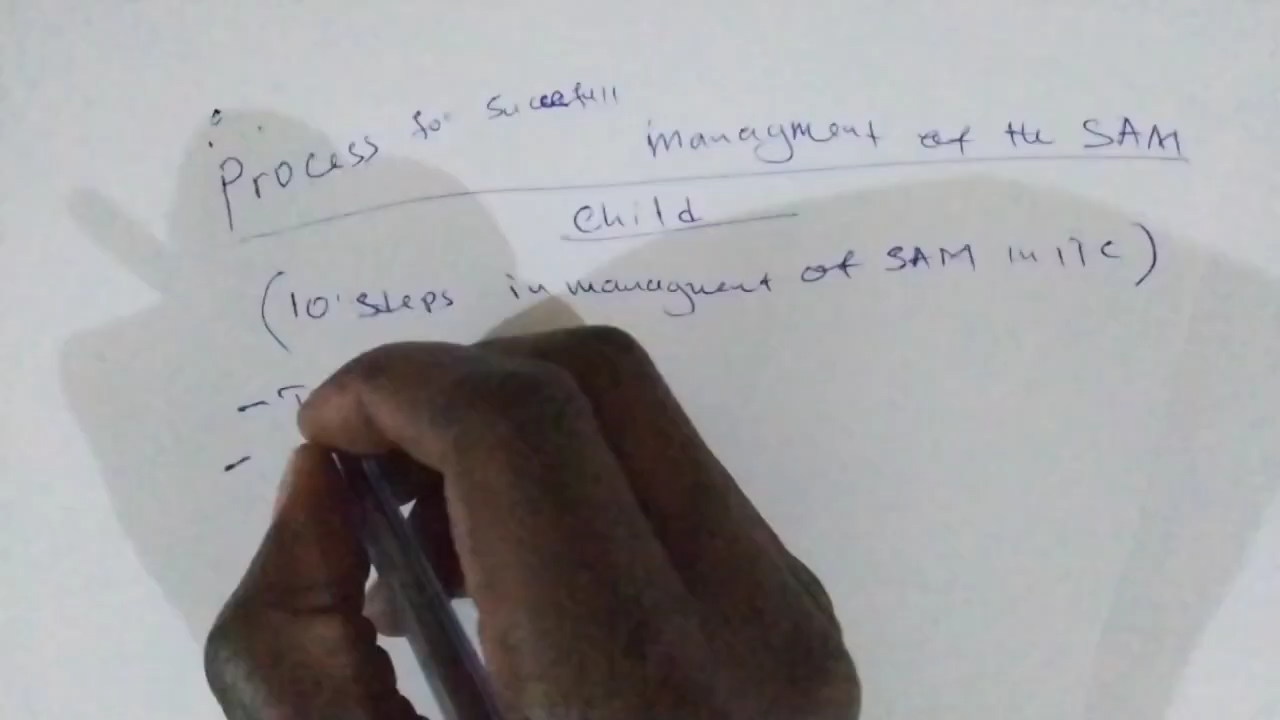 Process for Succefull managment of the SAM
Child
(10 steps in managment of SAM in ITC)
- T
-